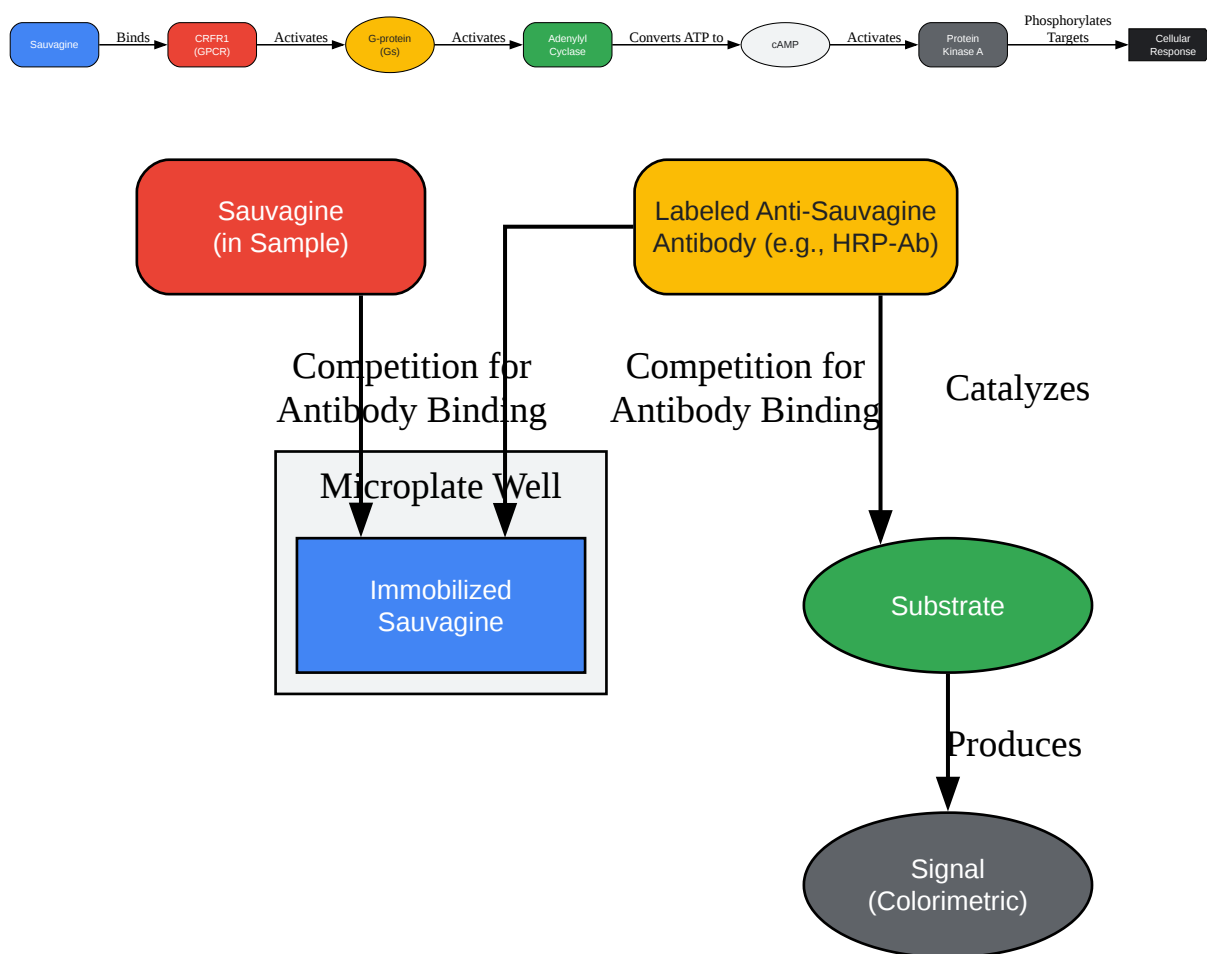 Sauvagine
Binds
CRFR1
(GPCR)
Activates
G-protein
(Gs)
Activates
Adenylyl
Cyclase
Converts ATP to
cAMP
Activates
Protein
Kinase A
Phosphorylates
Targets
Cellular
Response
Sauvagine
(in Sample)
Labeled Anti-Sauvagine
Antibody (e.g., HRP-Ab)
Competition for
Antibody Binding
Competition for
Antibody Binding
Catalyzes
Microplate Well
Immobilized
Sauvagine
Substrate
Produces
Signal
(Colorimetric)